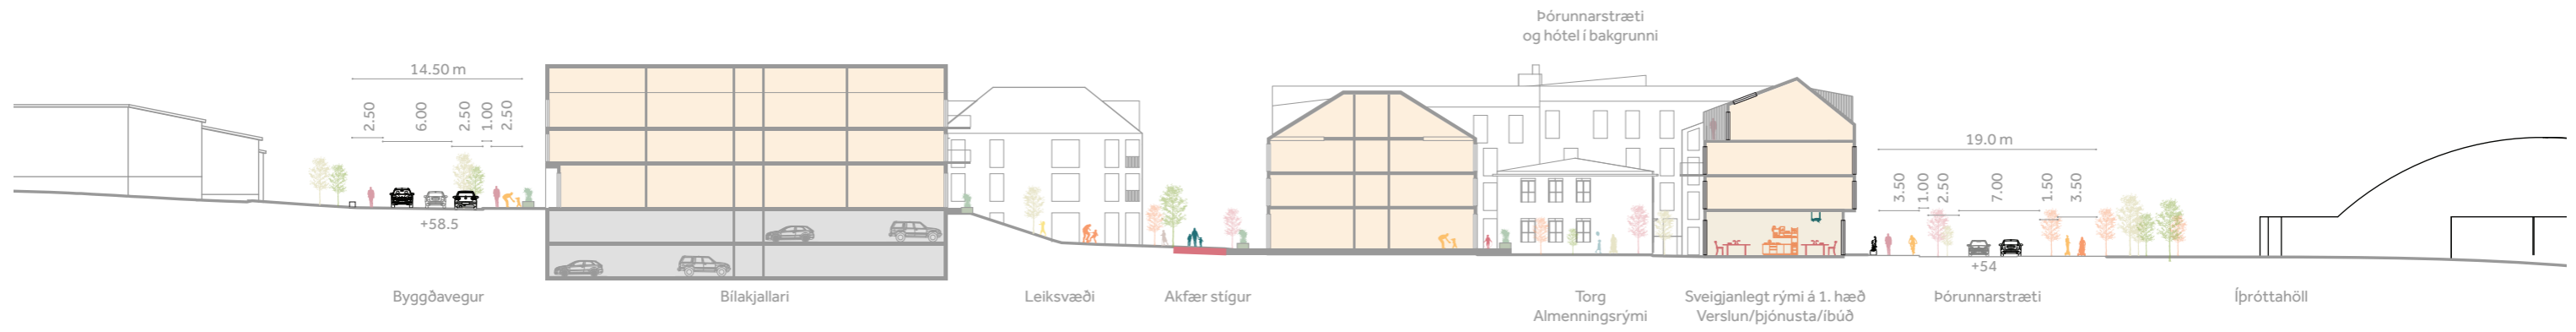 Þórunnarstræti
og hótel í bakgrunni
14.50 m
2.50
6.00
2.50
1.00
2.50
+58.5
19.0 m
3.50
1.00
2.50
7.00
1.50
3.50
+54
Byggðavegur
Bílakjallari
Leiksvæði
Akfær stígur
Torg
Almenningsrými
Sveigjanlegt rými á 1. hæð
Verslun/þjónusta/íbúð
Þórunnarstræti
Íþróttahöll